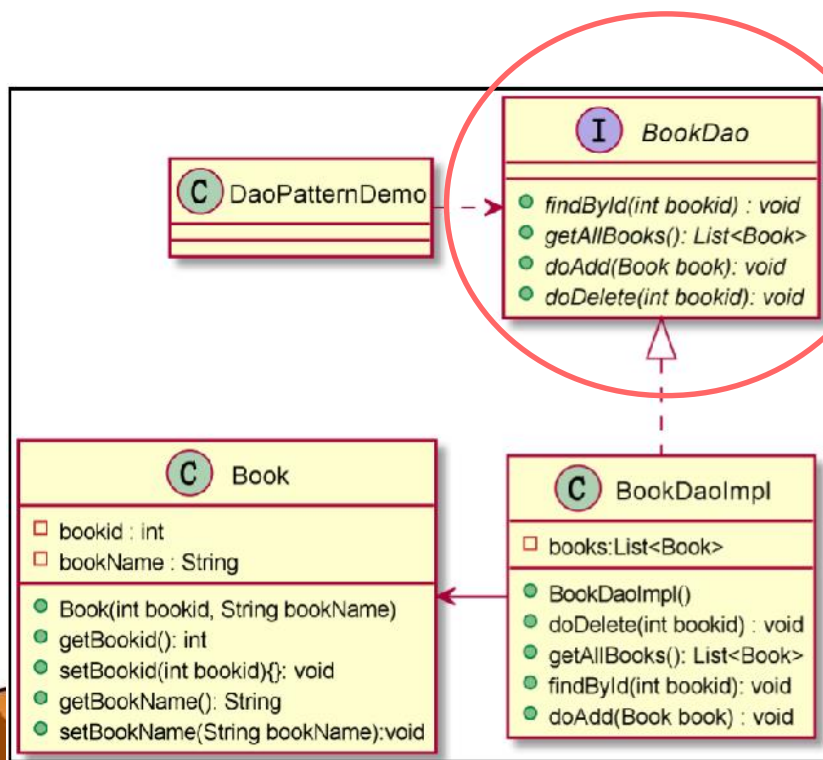 I BookDao
findById(int bookid) : void
getAllBooks(): List<Book>
doAdd(Book book): void
doDelete(int bookid): void
C DaoPatternDemo
C Book
bookid : int
bookName : String
Book(int bookid, String bookName)
getBookid(): int
setBookid(int bookid){}: void
getBookName(): String
setBookName(String bookName):void
C BookDaoImpl
books:List<Book>
BookDaoImpl()
doDelete(int bookid) : void
getAllBooks(): List<Book>
findById(int bookid): void
doAdd(Book book) : void